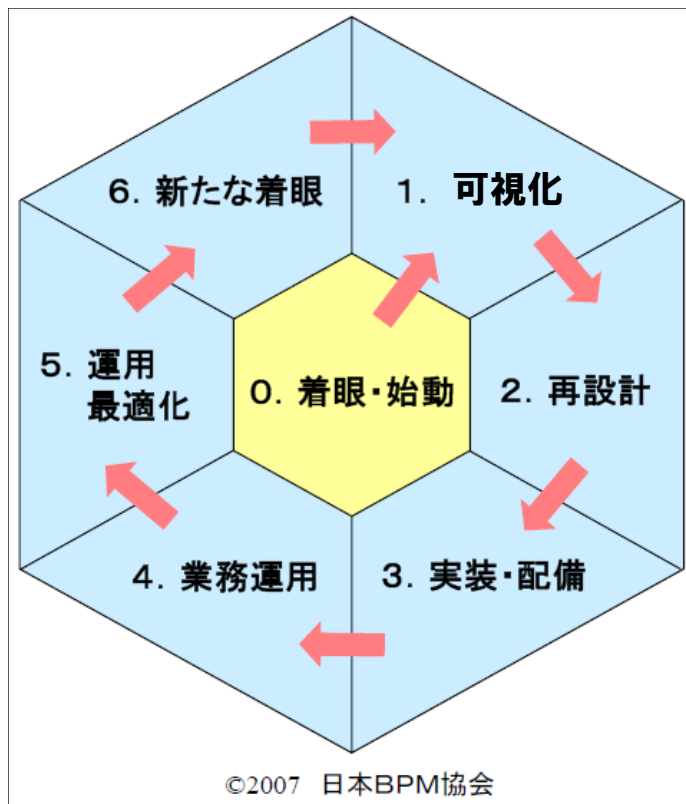 6. 新たな着眼
1. 可視化
5. 運用
最適化
0. 着眼・始動
2. 再設計
4. 業務運用
3. 実装・配備
©2007 日本BPM協会